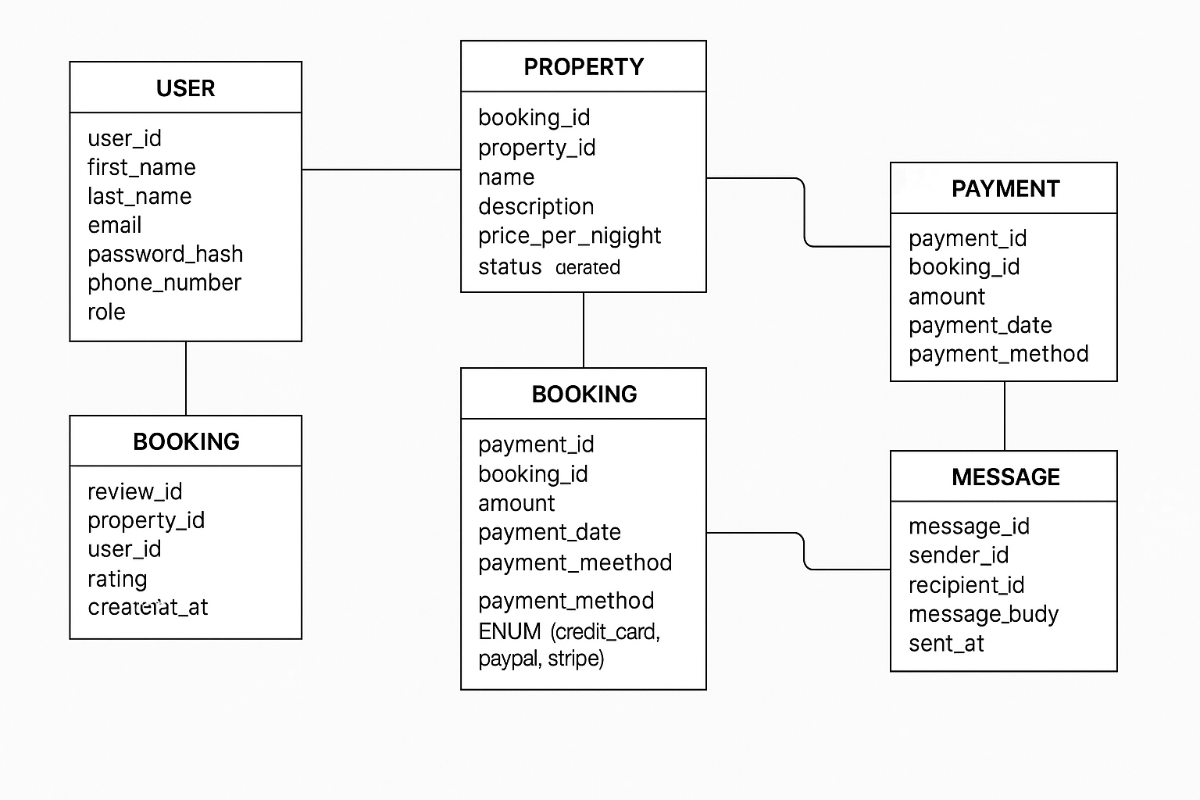 USER
user_id
first_name
last_name
email
password_hash
phone_number
role
BOOKING
review_id
property_id
user_id
rating
PROPERTY
booking_id
property_id
name
description
price_per_nigight
status aerated
BOOKING
payment_id
booking_id
amount
payment_date
payment_meethod
payment_method
ENUM (credit_card,
paypal, stripe)
PAYMENT
payment_id
booking_id
amount
payment_date
payment_method
MESSAGE
message_id
sender_id
recipient_id
message_budy
sent_at